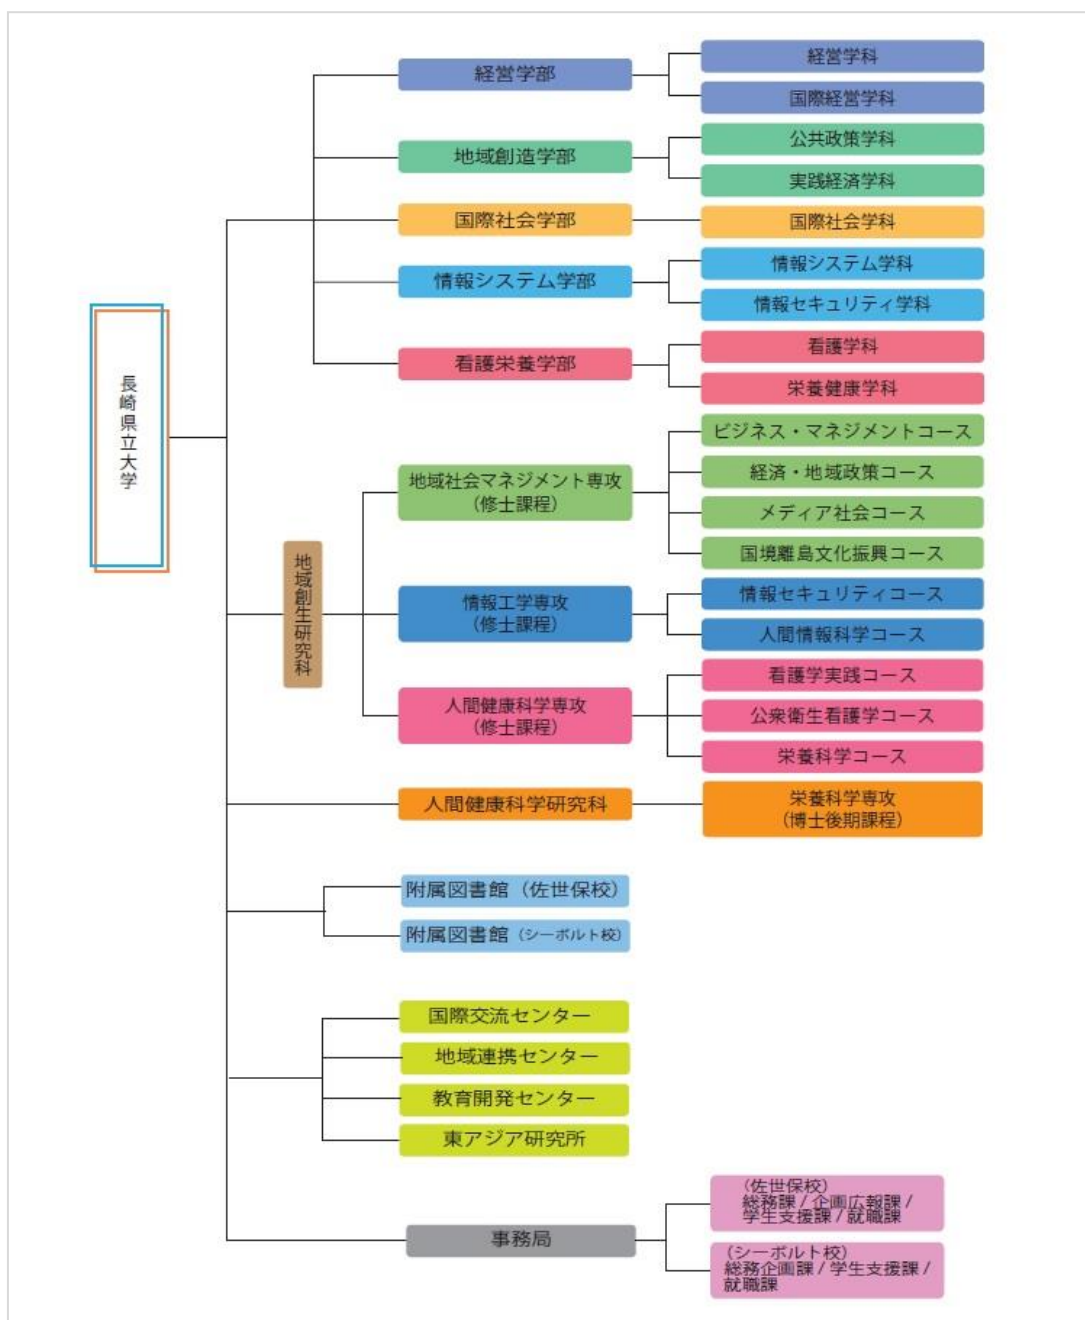 長崎県立大学
経営学部
経営学科
国際経営学科
地域創造学部
公共政策学科
実践経済学科
国際社会学部
国際社会学科
情報システム学部
情報システム学科
情報セキュリティ学科
看護栄養学部
看護学科
栄養健康学科
地域創生研究科
地域社会マネジメント専攻
(修士課程)
ビジネス・マネジメントコース
経済・地域政策コース
メディア社会コース
国境離島文化振興コース
情報工学専攻
(修士課程)
情報セキュリティコース
人間情報科学コース
人間健康科学専攻
(修士課程)
看護学実践コース
公衆衛生看護学コース
栄養科学コース
人間健康科学研究科
栄養科学専攻
(博士後期課程)
附属図書館(佐世保校)
附属図書館(シーボルト校)
国際交流センター
地域連携センター
教育開発センター
東アジア研究所
事務局
(佐世保校)
総務課 / 企画広報課 /
学生支援課 / 就職課
(シーボルト校)
総務企画課 / 学生支援課 /
就職課